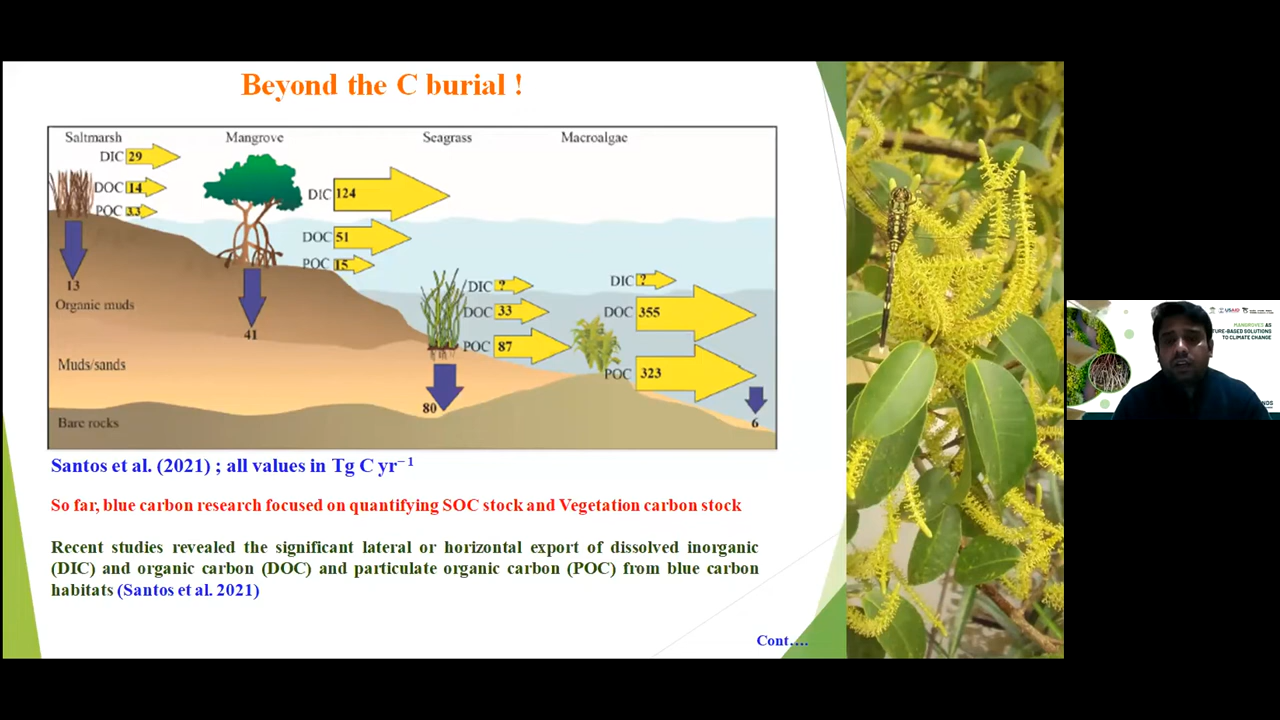 Beyond the C burial !
Saltmarsh
Mangrove
Seagrass
Macroalgae
DIC 29
DOC 14
POC 3.3
13
DIC 124
DOC 51
POC 15
41
DIC ?
DOC 33
POC 87
80
DIC ?
DOC 355
POC 323
6
Organic muds
Muds/sands
Bare rocks
Santos et al. (2021) ; all values in Tg C yr⁻¹
So far, blue carbon research focused on quantifying SOC stock and Vegetation carbon stock
Recent studies revealed the significant lateral or horizontal export of dissolved inorganic
(DIC) and organic carbon (DOC) and particulate organic carbon (POC) from blue carbon
habitats (Santos et al. 2021)
Cont….
USAID
MANGROVES AS
TURE-BASED SOLUTIONS
TO CLIMATE CHANGE
NDS